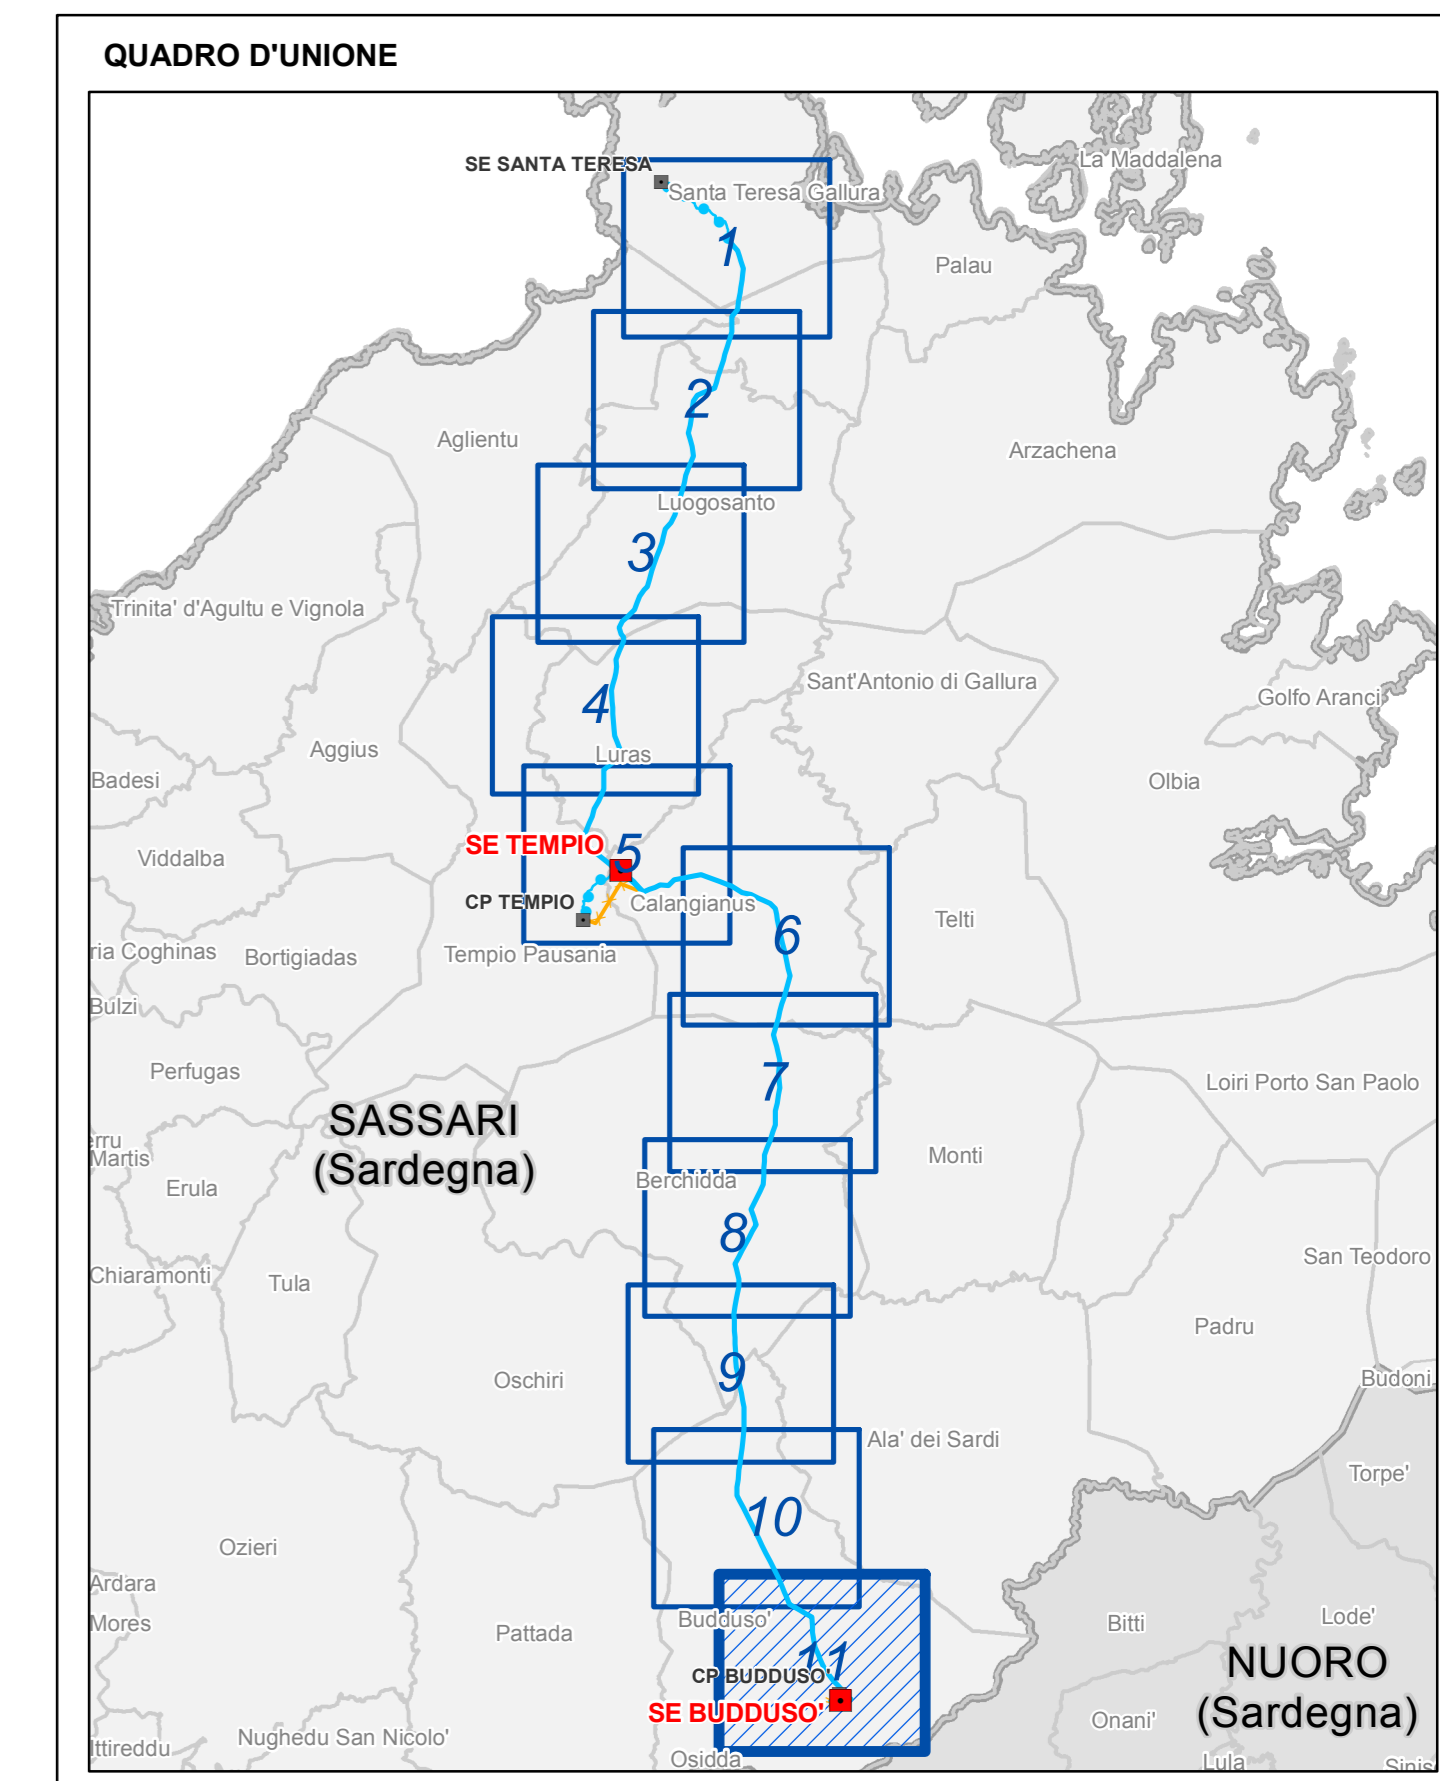 QUADRO D'UNIONE
La Maddalena
SE SANTA TERESA
Santa Teresa Gallura
1
Palau
2
Aglientu
Arzachena
Luogosanto
3
Trinita' d'Agultu e Vignola
Sant'Antonio di Gallura
Golfo Aranci
4
Aggius
Luras
Badesi
Olbia
SE TEMPIO
5
Viddalba
CP TEMPIO
Calangianus
Telti
6
ria Coghinas
Bortigiadas
Tempio Pausania
Bulzi
Perfugas
7
Loiri Porto San Paolo
SASSARI
(Sardegna)
erru
Martis
Monti
Erula
Berchidda
8
San Teodoro
Chiaramonti
Tula
Padru
9
Oschiri
Budoni
Ala' dei Sardi
Torpe'
10
Ozieri
Ardara
Mores
Budduso'
Bitti
Lode'
Pattada
11
CP BUDDUSO'
NUORO
(Sardegna)
SE BUDDUSO'
Onani'
Nughedu San Nicolo'
Ittireddu
Osidda
Lula
Sinis